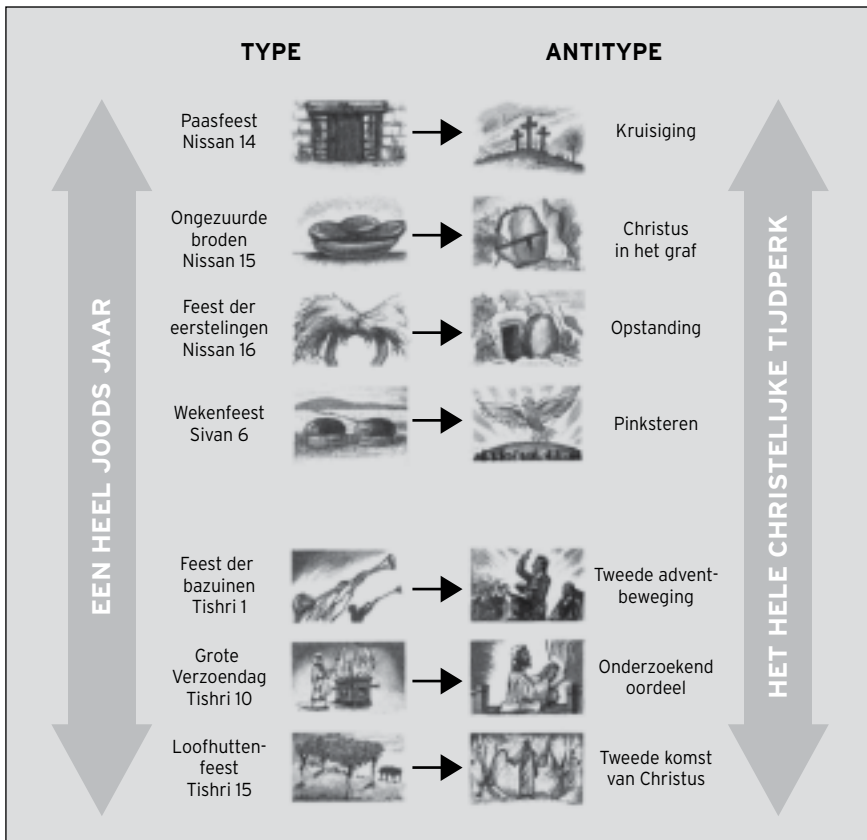 TYPE
ANTITYPE
EEN HEEL JOODS JAAR
Paasfeest
Nissan 14
Kruisiging
Ongezuurde
broden
Nissan 15
Christus
in het graf
Feest der
eerstelingen
Nissan 16
Opstanding
Wekenfeest
Sivan 6
Pinksteren
Feest der
bazuinen
Tishri 1
Tweede advent-
beweging
Grote
Verzoendag
Tishri 10
Onderzoekend
oordeel
Loofhutten-
feest
Tishri 15
Tweede komst
van Christus
HET HELE CHRISTELIJKE TIJDPERK